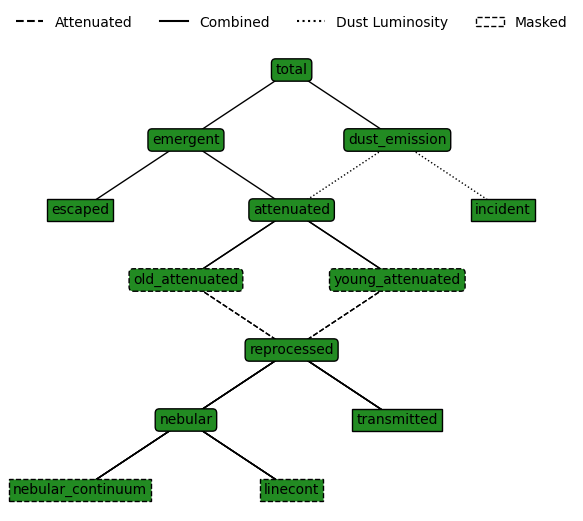 Attenuated Combined Dust Luminosity Masked
total
emergent dust_emission
escaped attenuated incident
old_attenuated young_attenuated
reprocessed
nebular transmitted
nebular_continuum linecont